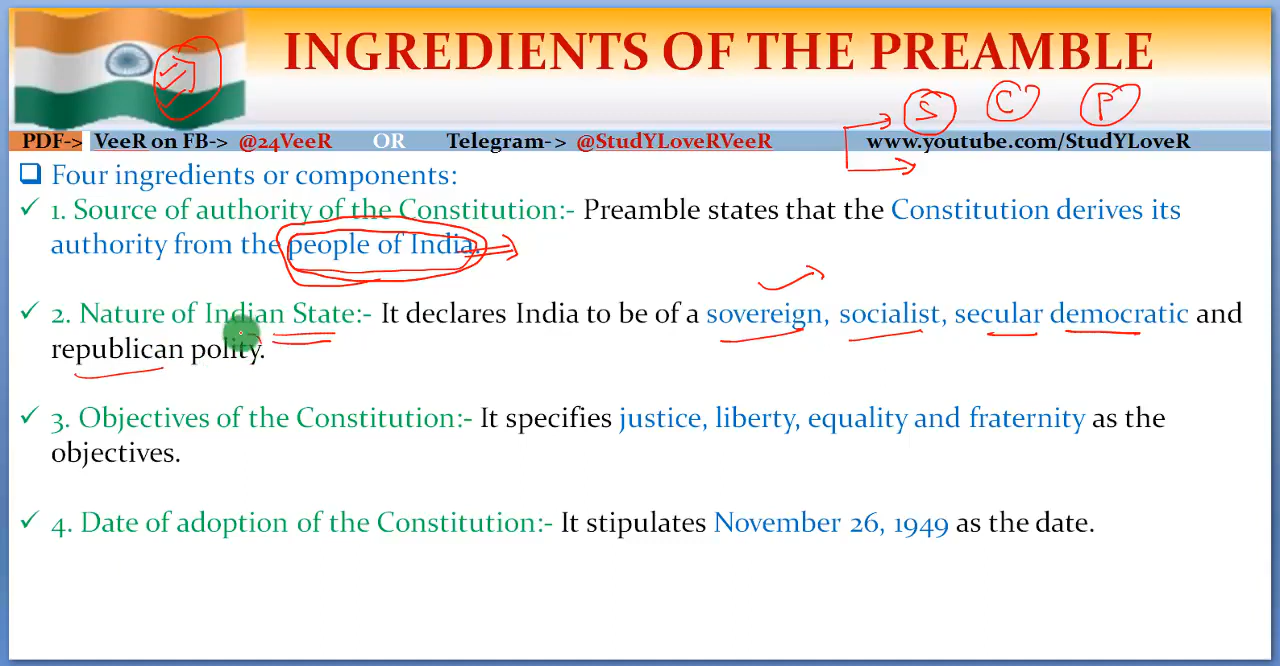 INGREDIENTS OF THE PREAMBLE
S C P
PDF-> VeeR on FB-> @24VeeR OR Telegram-> @StudYLoveRVeeR www.youtube.com/StudYLoveR
Four ingredients or components:
1. Source of authority of the Constitution:- Preamble states that the Constitution derives its
authority from the people of India.
2. Nature of Indian State:- It declares India to be of a sovereign, socialist, secular democratic and
republican polity.
3. Objectives of the Constitution:- It specifies justice, liberty, equality and fraternity as the
objectives.
4. Date of adoption of the Constitution:- It stipulates November 26, 1949 as the date.